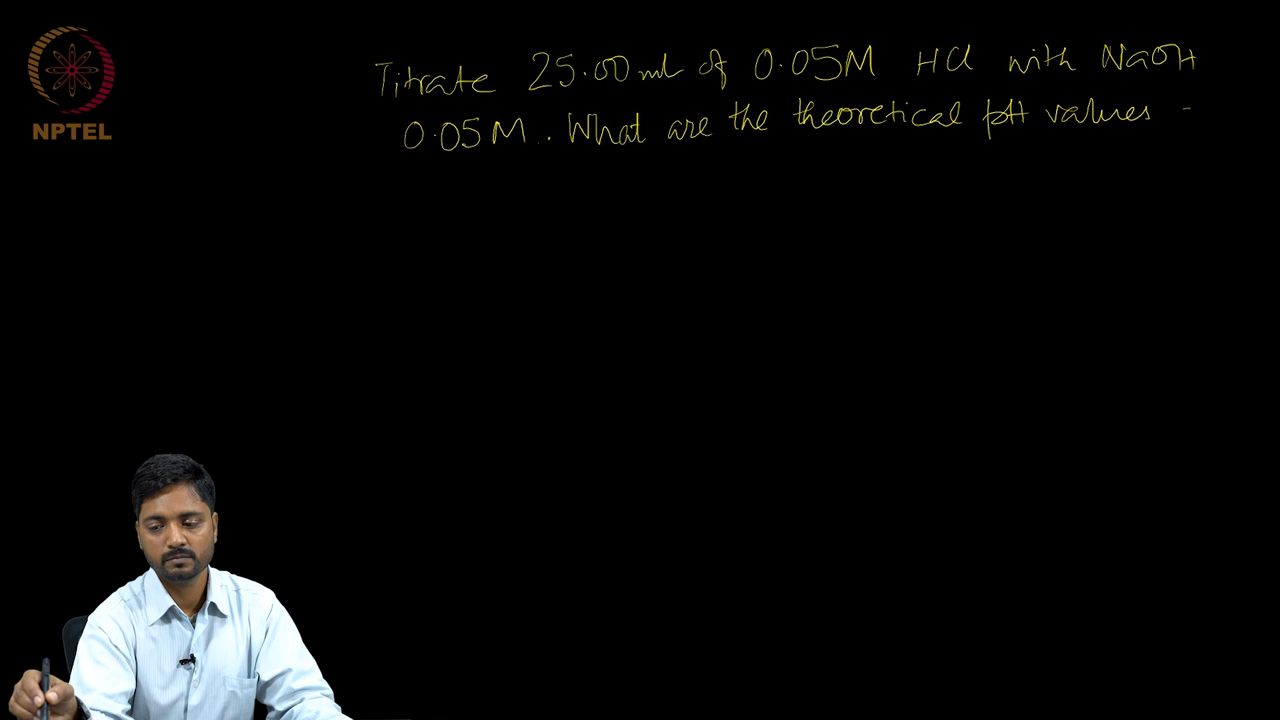 NPTEL
Titrate 25.00 ml of 0.05M HCl with NaOH
0.05M. What are the theoretical pH values -